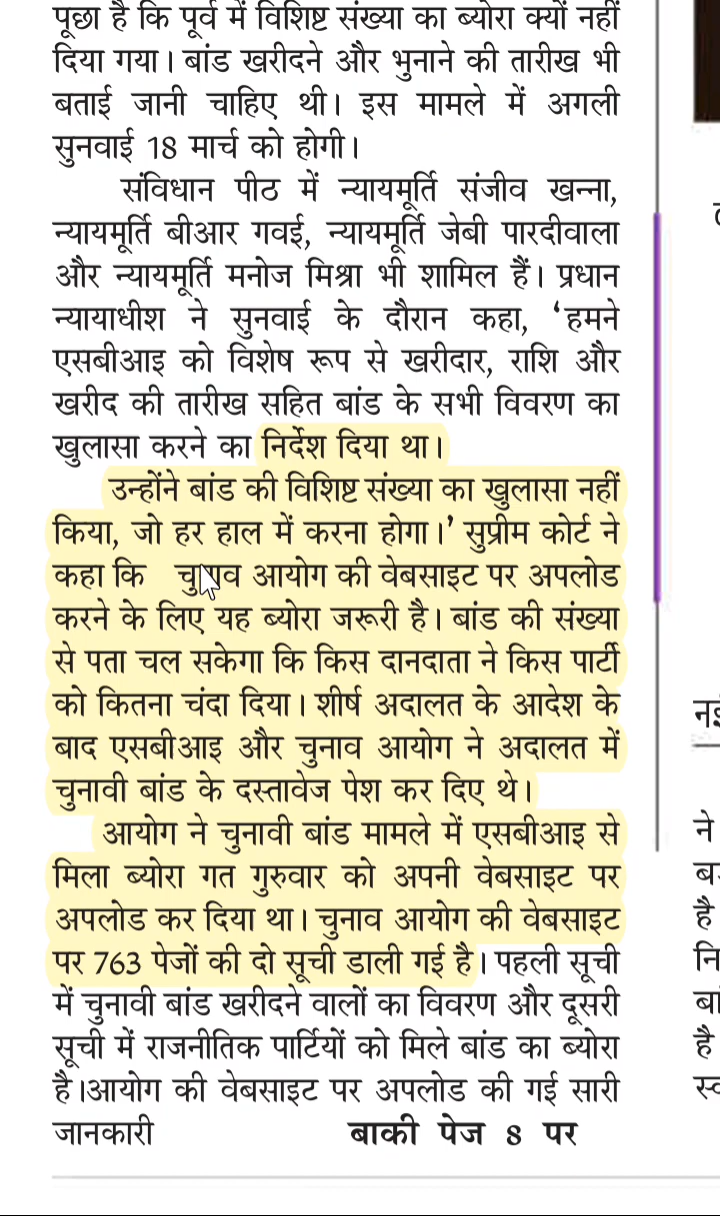 पूछा है कि पूर्व में विशिष्ट संख्या का ब्योरा क्यों नहीं
दिया गया। बांड खरीदने और भुनाने की तारीख भी
बताई जानी चाहिए थी। इस मामले में अगली
सुनवाई 18 मार्च को होगी।
संविधान पीठ में न्यायमूर्ति संजीव खन्ना,
न्यायमूर्ति बीआर गवई, न्यायमूर्ति जेबी पारदीवाला
और न्यायमूर्ति मनोज मिश्रा भी शामिल हैं। प्रधान
न्यायाधीश ने सुनवाई के दौरान कहा, ‘हमने
एसबीआइ को विशेष रूप से खरीदार, राशि और
खरीद की तारीख सहित बांड के सभी विवरण का
खुलासा करने का निर्देश दिया था।
उन्होंने बांड की विशिष्ट संख्या का खुलासा नहीं
किया, जो हर हाल में करना होगा।’ सुप्रीम कोर्ट ने
कहा कि चुनाव आयोग की वेबसाइट पर अपलोड
करने के लिए यह ब्योरा जरूरी है। बांड की संख्या
से पता चल सकेगा कि किस दानदाता ने किस पार्टी
को कितना चंदा दिया। शीर्ष अदालत के आदेश के
बाद एसबीआइ और चुनाव आयोग ने अदालत में
चुनावी बांड के दस्तावेज पेश कर दिए थे।
आयोग ने चुनावी बांड मामले में एसबीआइ से
मिला ब्योरा गत गुरुवार को अपनी वेबसाइट पर
अपलोड कर दिया था। चुनाव आयोग की वेबसाइट
पर 763 पेजों की दो सूची डाली गई है। पहली सूची
में चुनावी बांड खरीदने वालों का विवरण और दूसरी
सूची में राजनीतिक पार्टियों को मिले बांड का ब्योरा
है।आयोग की वेबसाइट पर अपलोड की गई सारी
जानकारी बाकी पेज 8 पर
ने
है
है